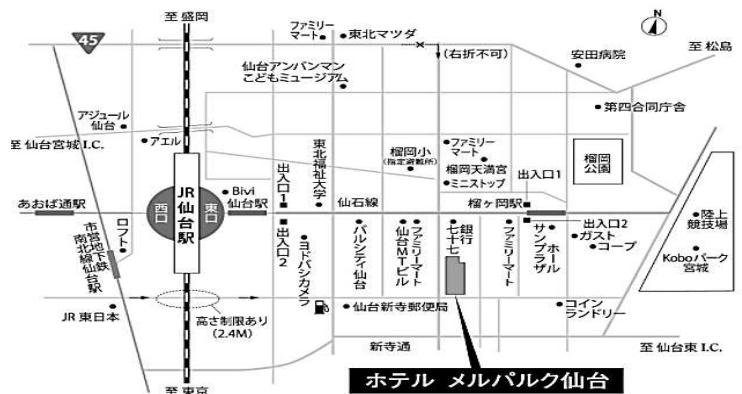 至 盛岡
45
ファミリー
マート
東北マツダ
(右折不可)
安田病院
至 松島
N
仙台アンパンマン
こどもミュージアム
第四合同庁舎
アジュール
仙台
至 仙台宮城 I.C.
アエル
東北福祉大学
榴岡小
(指定避難所)
ファミリー
マート
榴岡天満宮
ミニストップ
榴岡
公園
出入口1
出入口1
Bivi
仙台駅
あおば通駅
西口
JR仙台駅
東口
仙石線
榴ヶ岡駅
出入口2
陸上
競技場
市営地下鉄
南北線仙台駅
ロフト
出入口2
ヨドバシカメラ
パルシティ仙台
仙台MTビル
ファミリーマート
七十七
銀行
ファミリーマート
サンプラザ
ホール
ガスト
コープ
Koboパーク
宮城
JR 東日本
高さ制限あり
(2.4M)
仙台新寺郵便局
コイン
ランドリー
新寺通
至 仙台東 I.C.
至 東京
ホテル メルパルク仙台